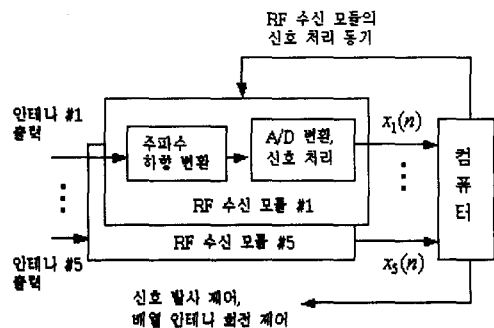 RF 수신 모듈의
신호 처리 동기
안테나 #1
출력
주파수
하향 변환
A/D 변환,
신호 처리
x₁(n)
RF 수신 모듈 #1
컴퓨터
RF 수신 모듈 #5
안테나 #5
출력
x₅(n)
신호 발사 제어,
배열 안테나 회전 제어